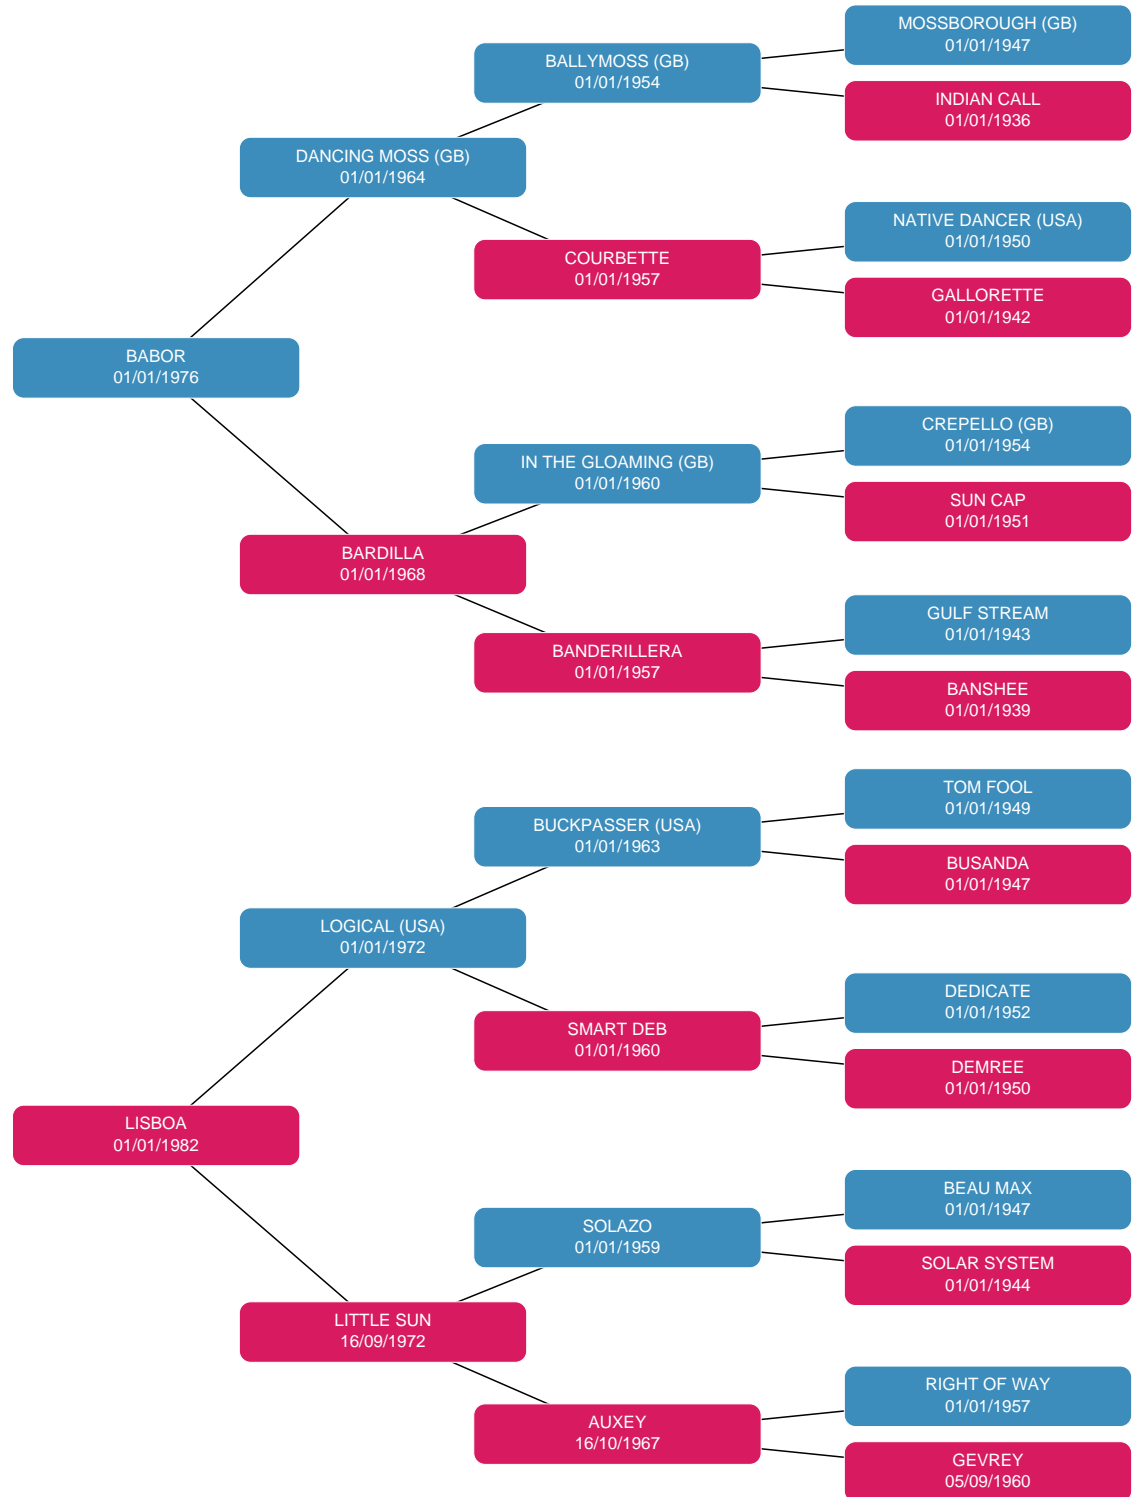 MOSSBOROUGH (GB)
01/01/1947
BALLYMOSS (GB)
01/01/1954
INDIAN CALL
01/01/1936
DANCING MOSS (GB)
01/01/1964
NATIVE DANCER (USA)
01/01/1950
COURBETTE
01/01/1957
GALLORETTE
01/01/1942
BABOR
01/01/1976
CREPELLO (GB)
01/01/1954
IN THE GLOAMING (GB)
01/01/1960
SUN CAP
01/01/1951
BARDILLA
01/01/1968
GULF STREAM
01/01/1943
BANDERILLERA
01/01/1957
BANSHEE
01/01/1939
TOM FOOL
01/01/1949
BUCKPASSER (USA)
01/01/1963
BUSANDA
01/01/1947
LOGICAL (USA)
01/01/1972
DEDICATE
01/01/1952
SMART DEB
01/01/1960
DEMREE
01/01/1950
LISBOA
01/01/1982
BEAU MAX
01/01/1947
SOLAZO
01/01/1959
SOLAR SYSTEM
01/01/1944
LITTLE SUN
16/09/1972
RIGHT OF WAY
01/01/1957
AUXEY
16/10/1967
GEVREY
05/09/1960